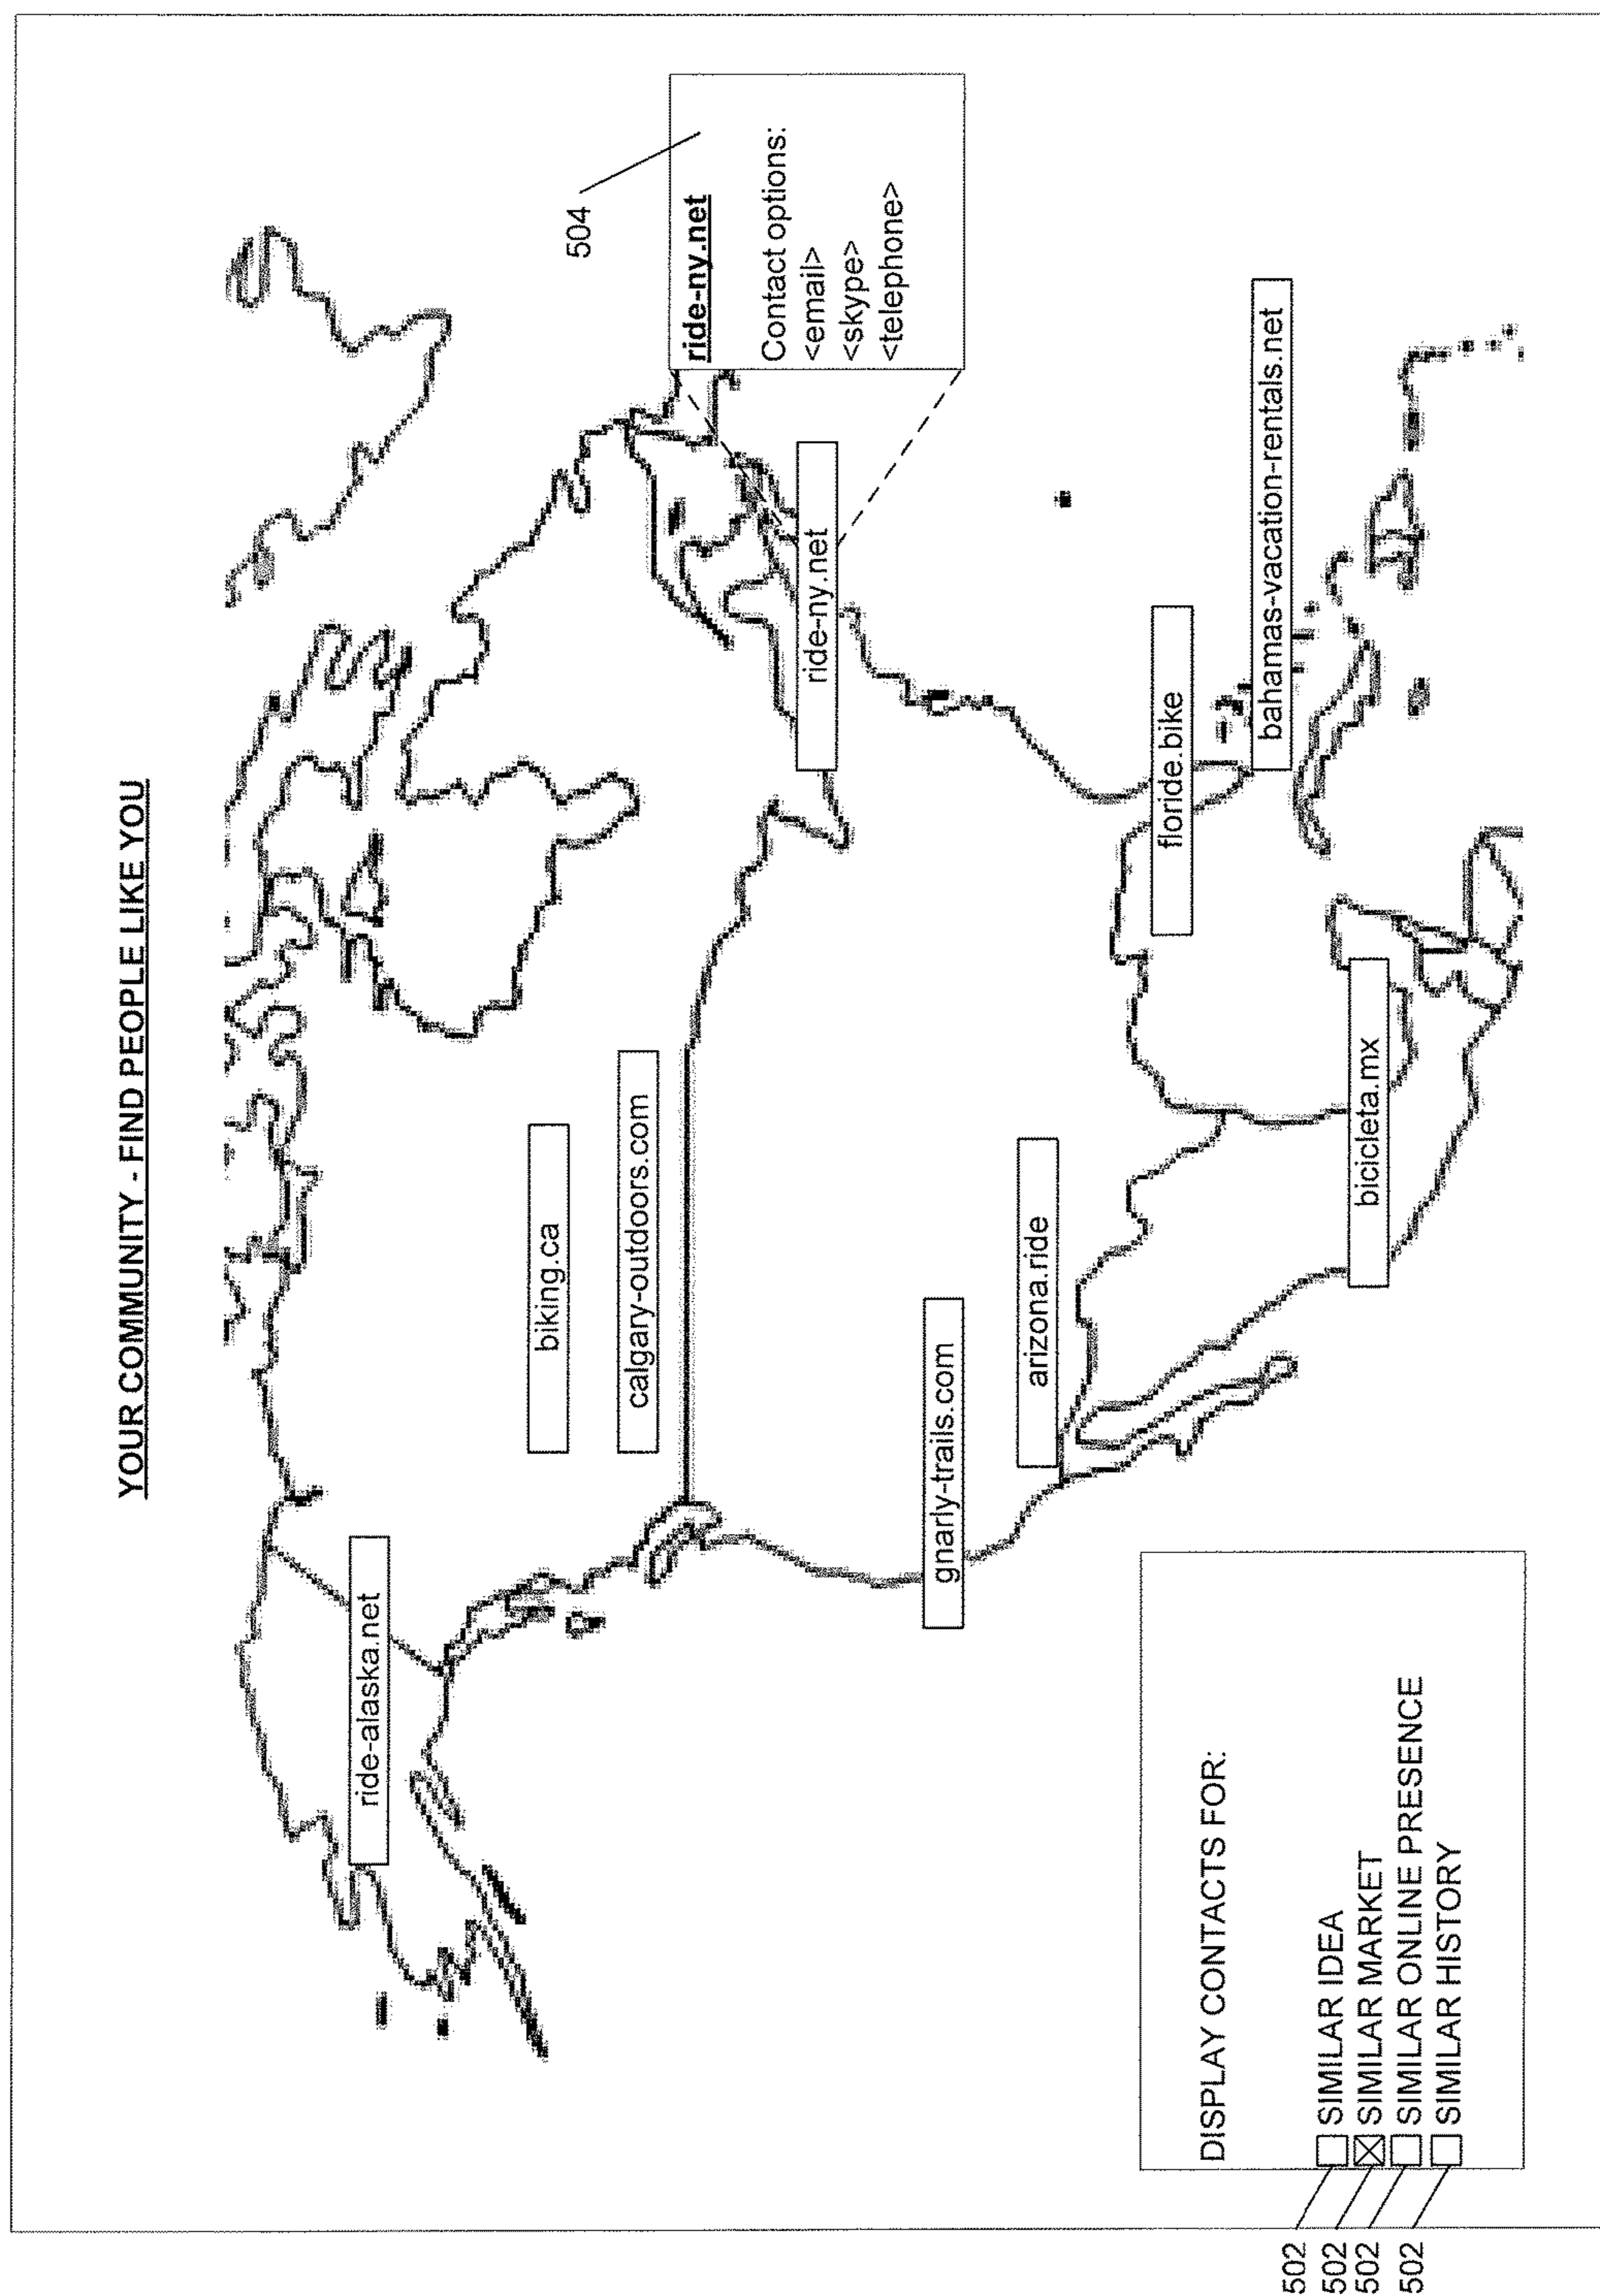 YOUR COMMUNITY - FIND PEOPLE LIKE YOU
504
ride-alaska.net
biking.ca
calgary-outdoors.com
ride-ny.net
Contact options:
<email>
<skype>
<telephone>
ride-ny.net
gnarly-trails.com
arizona.ride
floride.bike
bahamas-vacation-rentals.net
bicicleta.mx
DISPLAY CONTACTS FOR:
502 SIMILAR IDEA
502 SIMILAR MARKET
502 SIMILAR ONLINE PRESENCE
502 SIMILAR HISTORY